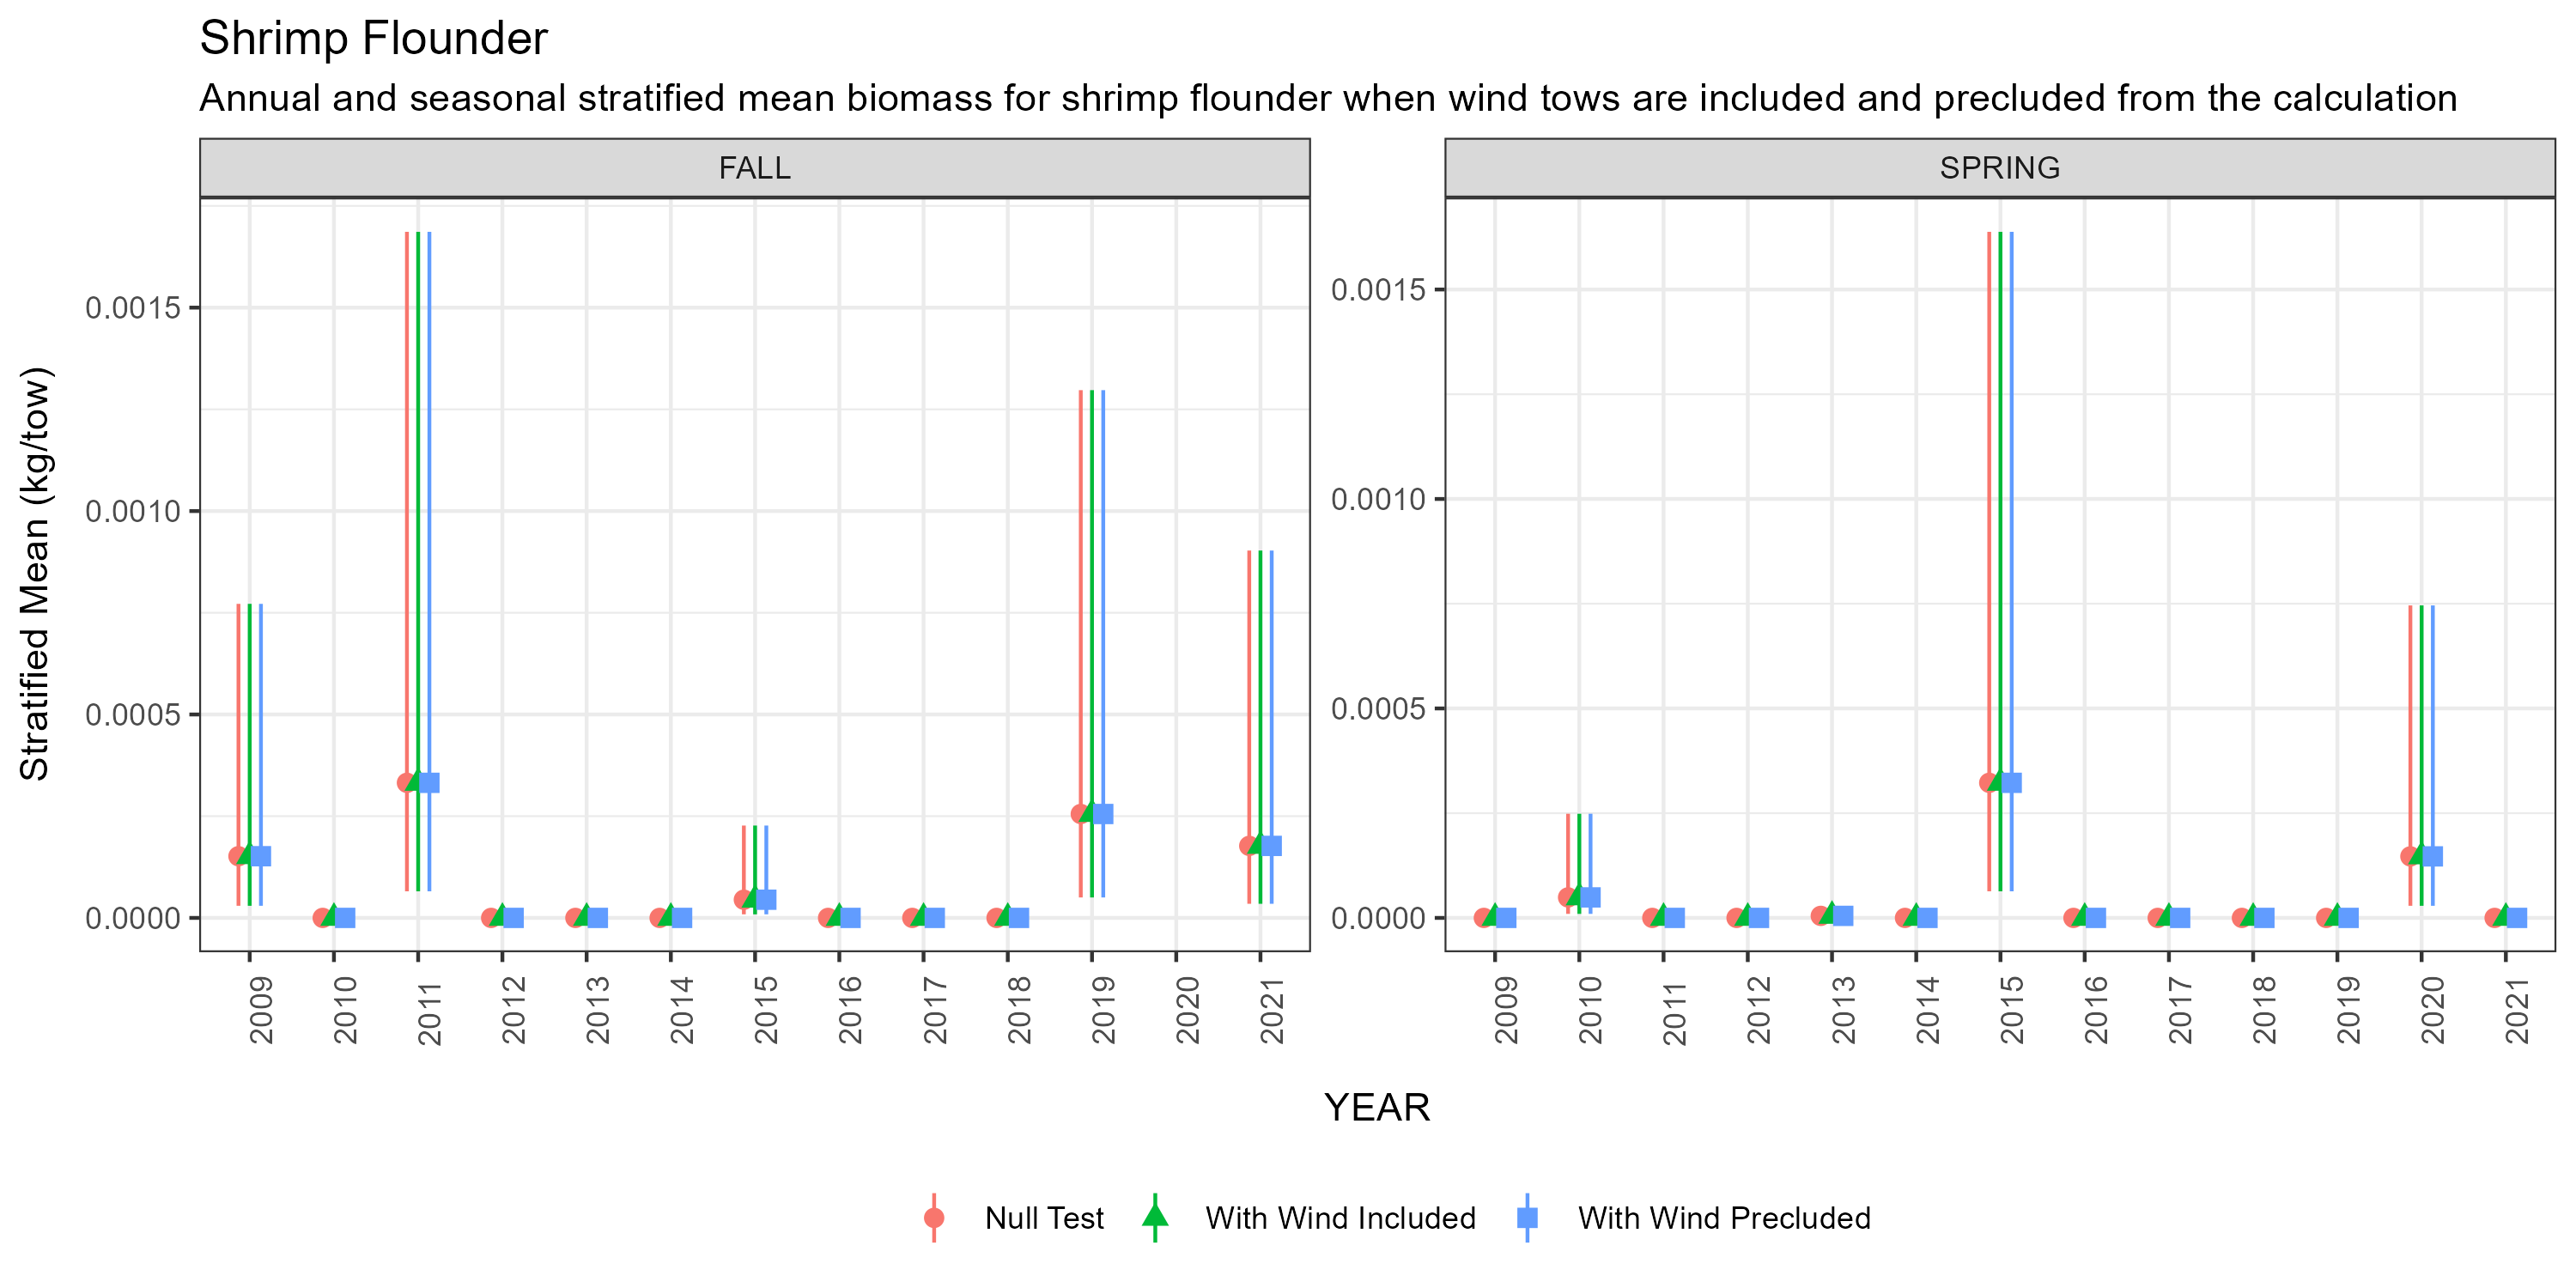 Shrimp Flounder
Annual and seasonal stratified mean biomass for shrimp flounder when wind tows are included and precluded from the calculation
FALL
SPRING
Stratified Mean (kg/tow)
0.0015
0.0010
0.0005
0.0000
0.0015
0.0010
0.0005
0.0000
2009 2010 2011 2012 2013 2014 2015 2016 2017 2018 2019 2020 2021
2009 2010 2011 2012 2013 2014 2015 2016 2017 2018 2019 2020 2021
YEAR
Null Test With Wind Included With Wind Precluded